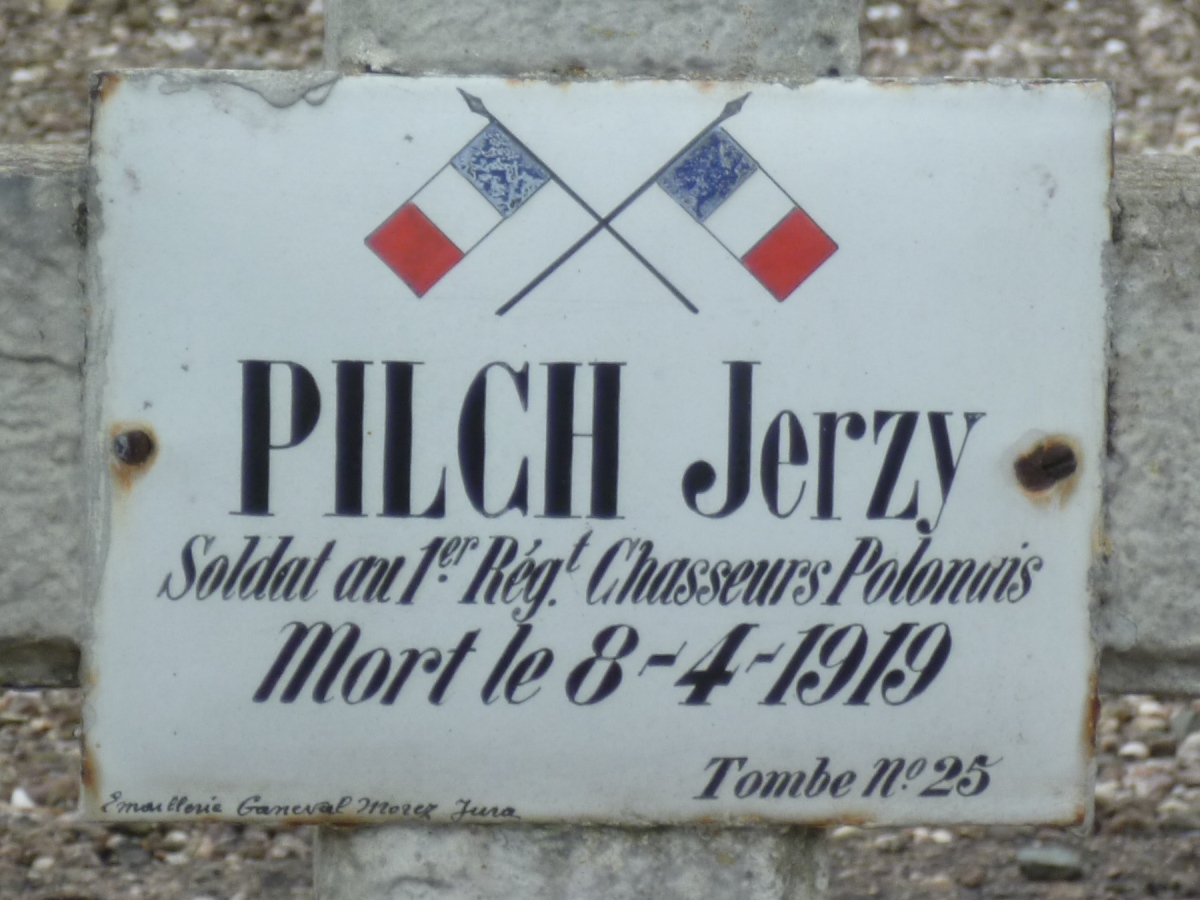 PILCH Jerzy
Soldat au 1er Régt Chasseurs Polonais
Mort le 8-4-1919
Tombe No. 25
Emaillerie Ganeval Morez Jura